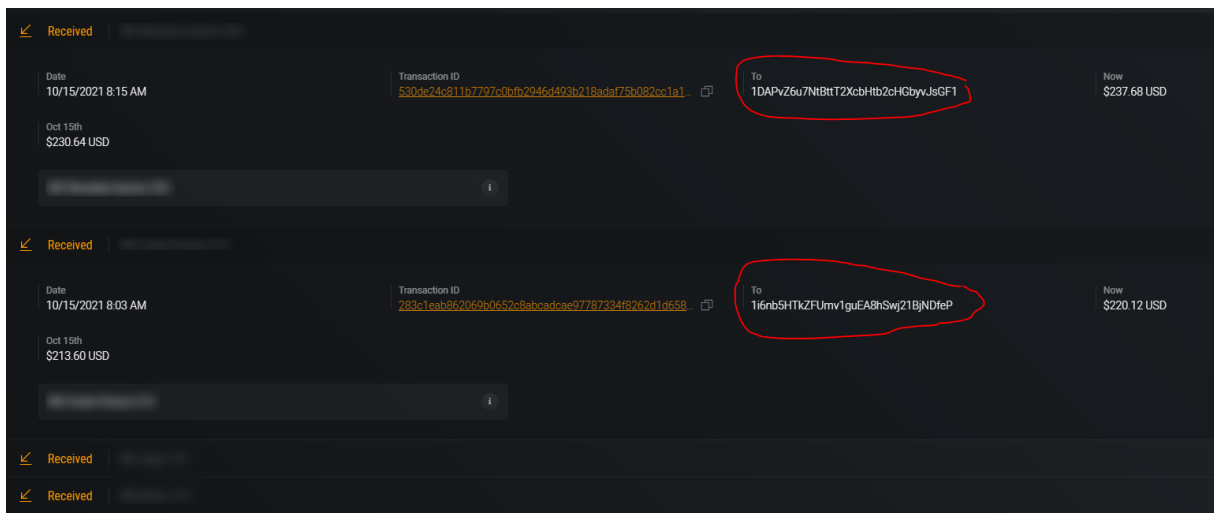 Received
Date
Transaction ID
To
Now
10/15/2021 8:15 AM
530de24c811b7797c0bfb2946d493b218adaf75b082cc1a1...
1DAPvZ6u7NtBttT2XcbHtb2cHGbyvJsGF1
$237.68 USD
Oct 15th
$230.64 USD
Received
Date
Transaction ID
To
Now
10/15/2021 8:03 AM
283c1eab862069b0652c8abcadcae97787334f8262d1d658...
1i6nb5HTkZFUmv1guEA8hSwj21BjNDfeP
$220.12 USD
Oct 15th
$213.60 USD
Received
Received